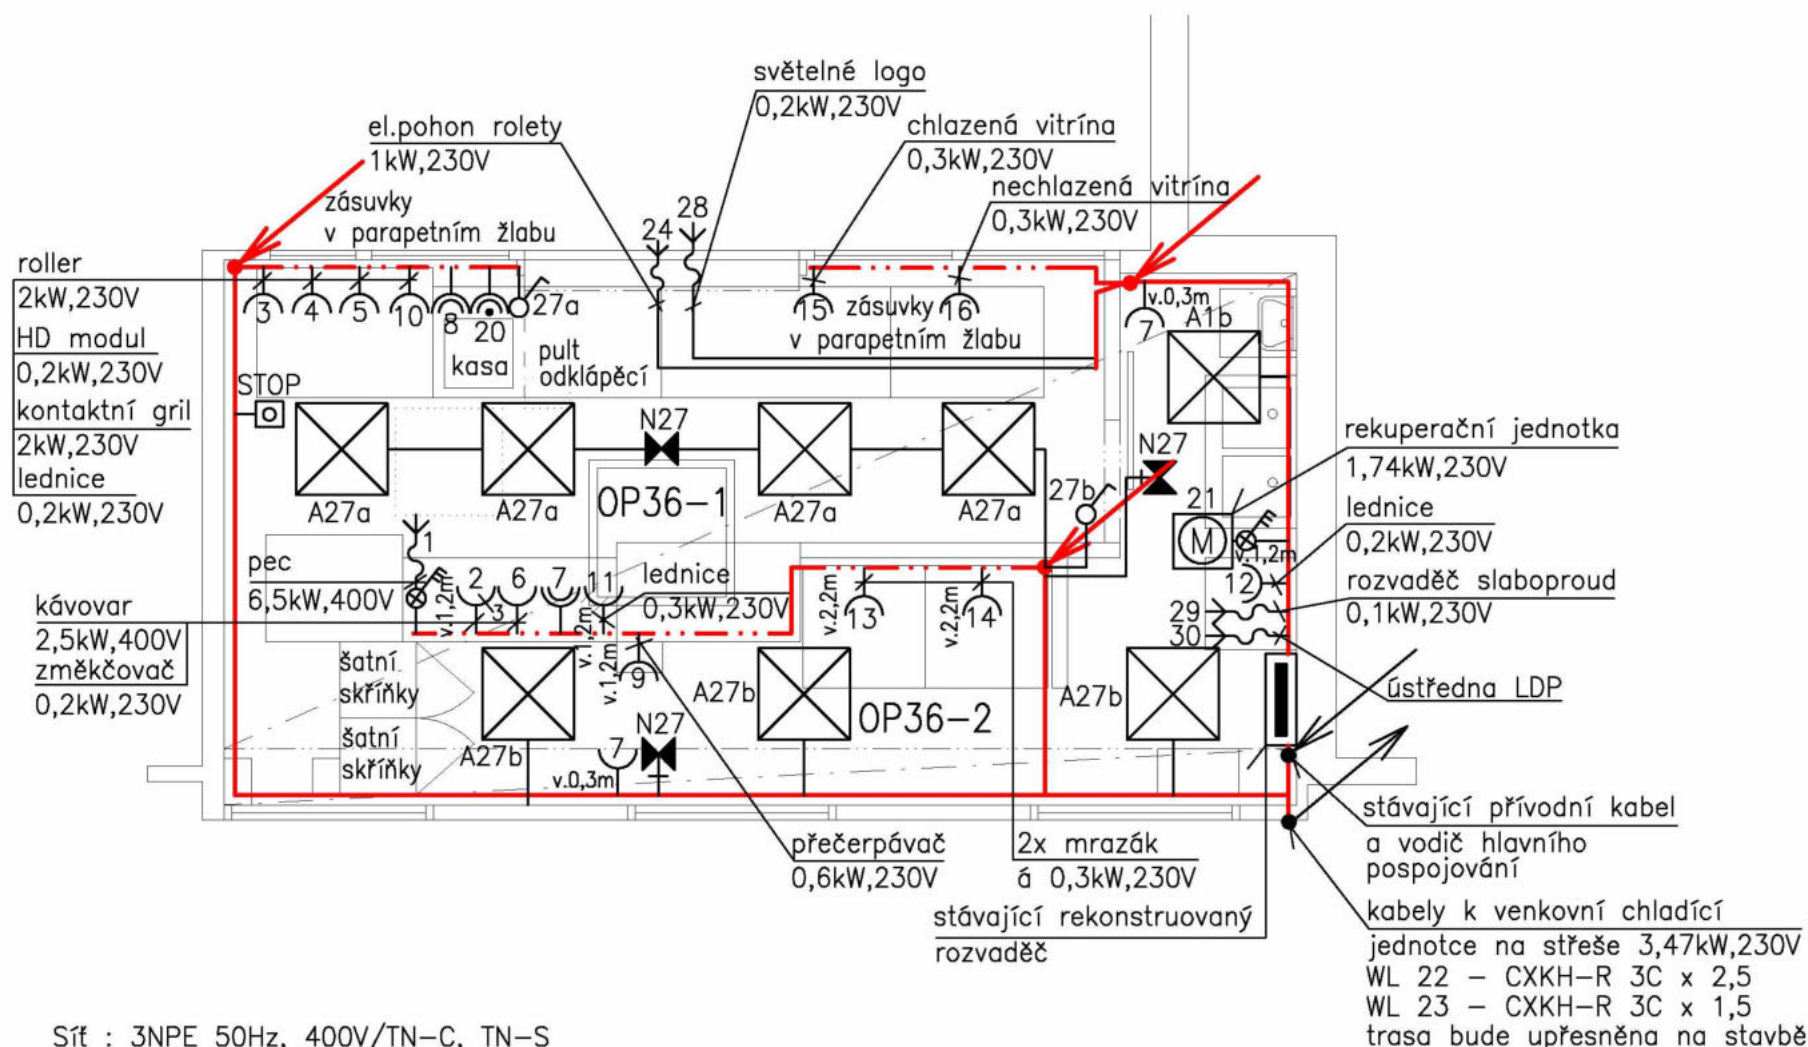 světelné logo
0,2kW,230V
el.pohon rolety
1kW,230V
chlazená vitrína
0,3kW,230V
nechlazená vitrína
0,3kW,230V
zásuvky
v parapetním žlabu
24
28
roller
2kW,230V
HD modul
0,2kW,230V
kontaktní gril
2kW,230V
lednice
0,2kW,230V
3
4
5
10
8
20
27a
15
zásuvky
16
v parapetním žlabu
v.0,3m
7
A1b
kasa
pult
odklápěcí
STOP
N27
N27
A27a
A27a
A27a
A27a
OP36-1
27b
21
M
rekuperační jednotka
1,74kW,230V
lednice
0,2kW,230V
v.1,2m
12
rozvaděč slaboproud
0,1kW,230V
29
30
ústředna LDP
1
pec
6,5kW,400V
v.1,2m
2
3
6
7
11
lednice
0,3kW,230V
v.1,2m
v.1,2m
9
v.2,2m
13
v.2,2m
14
kávovar
2,5kW,400V
změkčovač
0,2kW,230V
šatní
skříňky
šatní
skříňky
A27b
A27b
A27b
OP36-2
N27
7
v.0,3m
přečerpávač
0,6kW,230V
2x mrazák
á 0,3kW,230V
stávající rekonstruovaný
rozvaděč
stávající přívodní kabel
a vodič hlavního
pospojování
kabely k venkovní chladící
jednotce na střeše 3,47kW,230V
WL 22 – CXKH–R 3C x 2,5
WL 23 – CXKH–R 3C x 1,5
trasa bude upřesněna na stavbě
Síť : 3NPE 50Hz, 400V/TN–C, TN–S